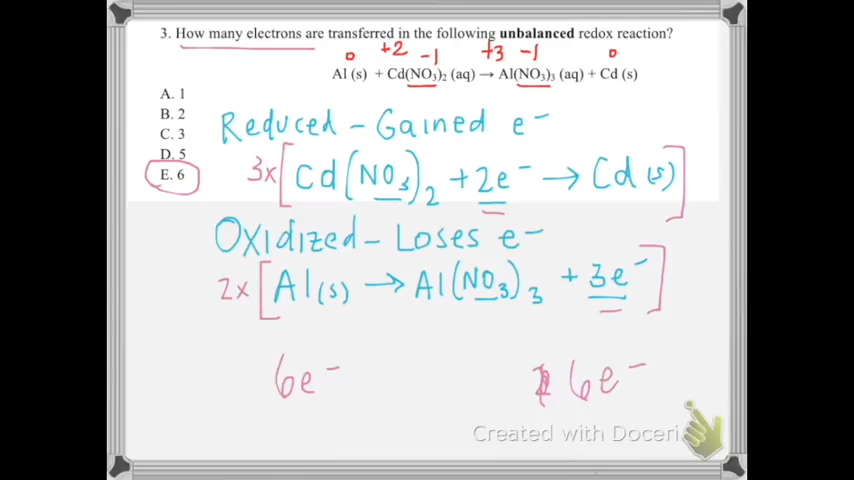 3. How many electrons are transferred in the following unbalanced redox reaction?
0 +2 -1 +3 -1 0
Al (s) + Cd(NO₃)₂ (aq) → Al(NO₃)₃ (aq) + Cd (s)
A. 1
B. 2
C. 3
D. 5
E. 6
Reduced - Gained e⁻
3x [Cd(NO₃)₂ + 2e⁻ → Cd(s)]
Oxidized - Loses e⁻
2x [Al(s) → Al(NO₃)₃ + 3e⁻]
6e⁻ 6e⁻
Created with Doceri